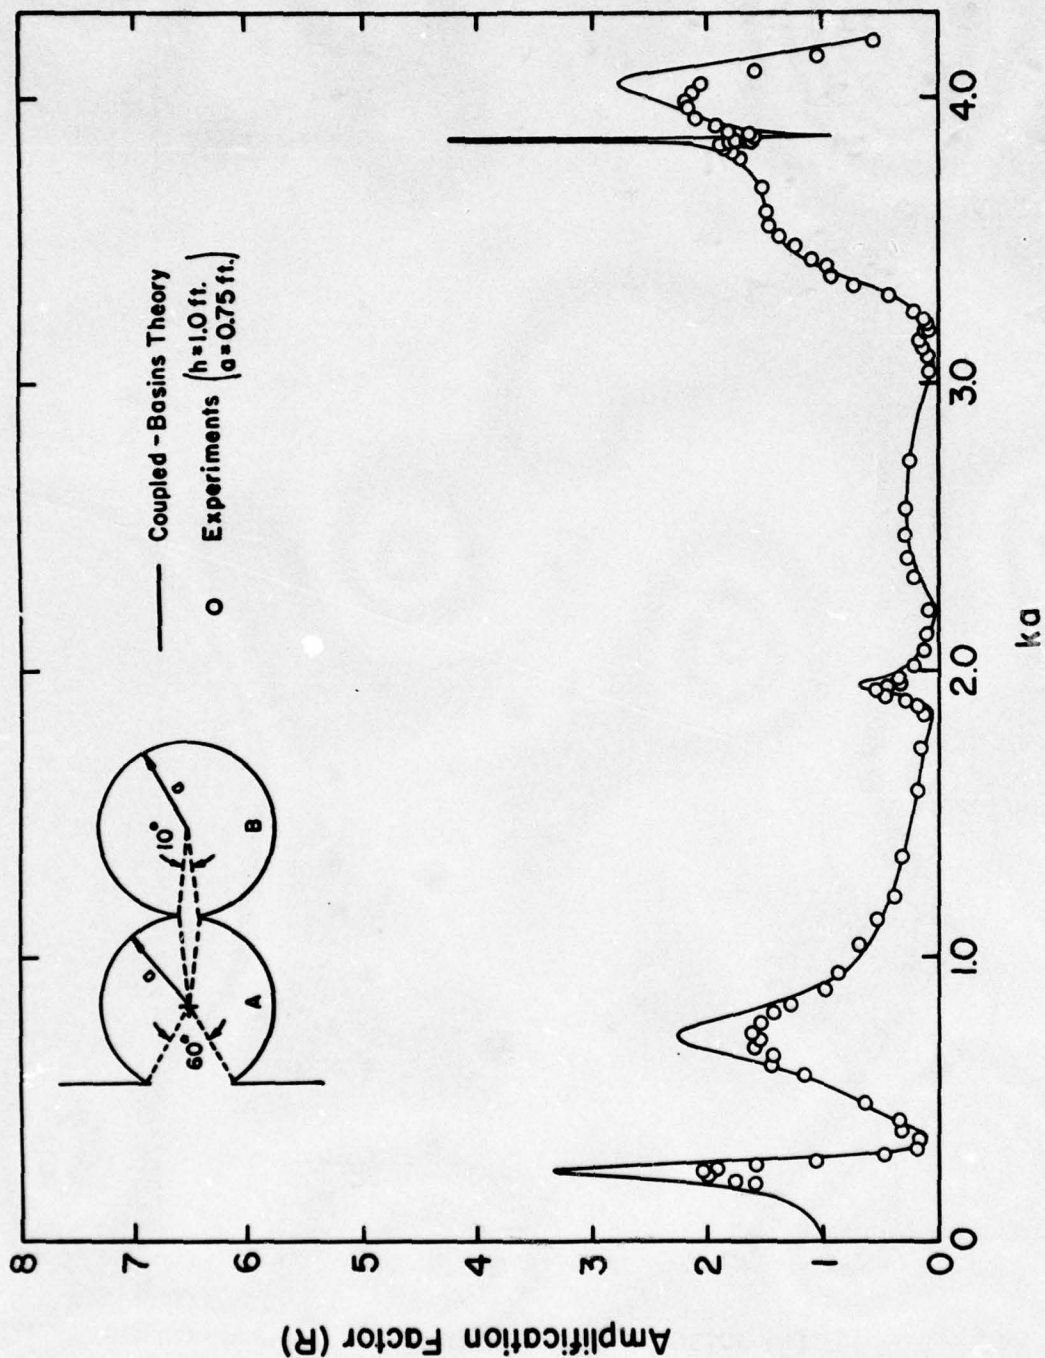 Amplification Factor (R)
8
7
6
5
4
3
2
1
0
0
1.0
2.0
3.0
4.0
ka
—— Coupled-Basins Theory
o Experiments (h=1.0 ft.
a=0.75 ft.)
60°
10°
a
a
A
B